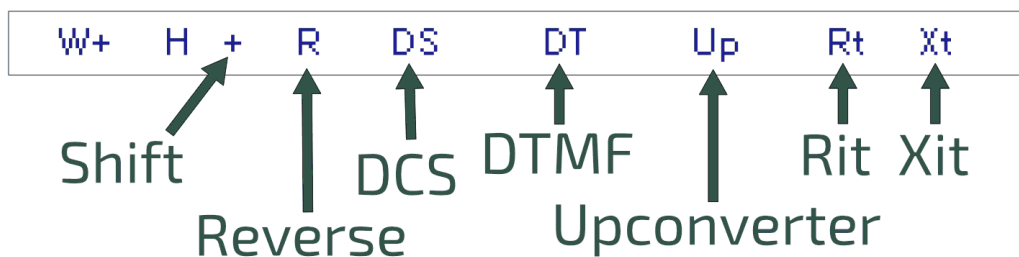 W+ H + R DS DT Up Rt Xt
Shift
DCS
DTMF
Rit
Xit
Reverse
Upconverter